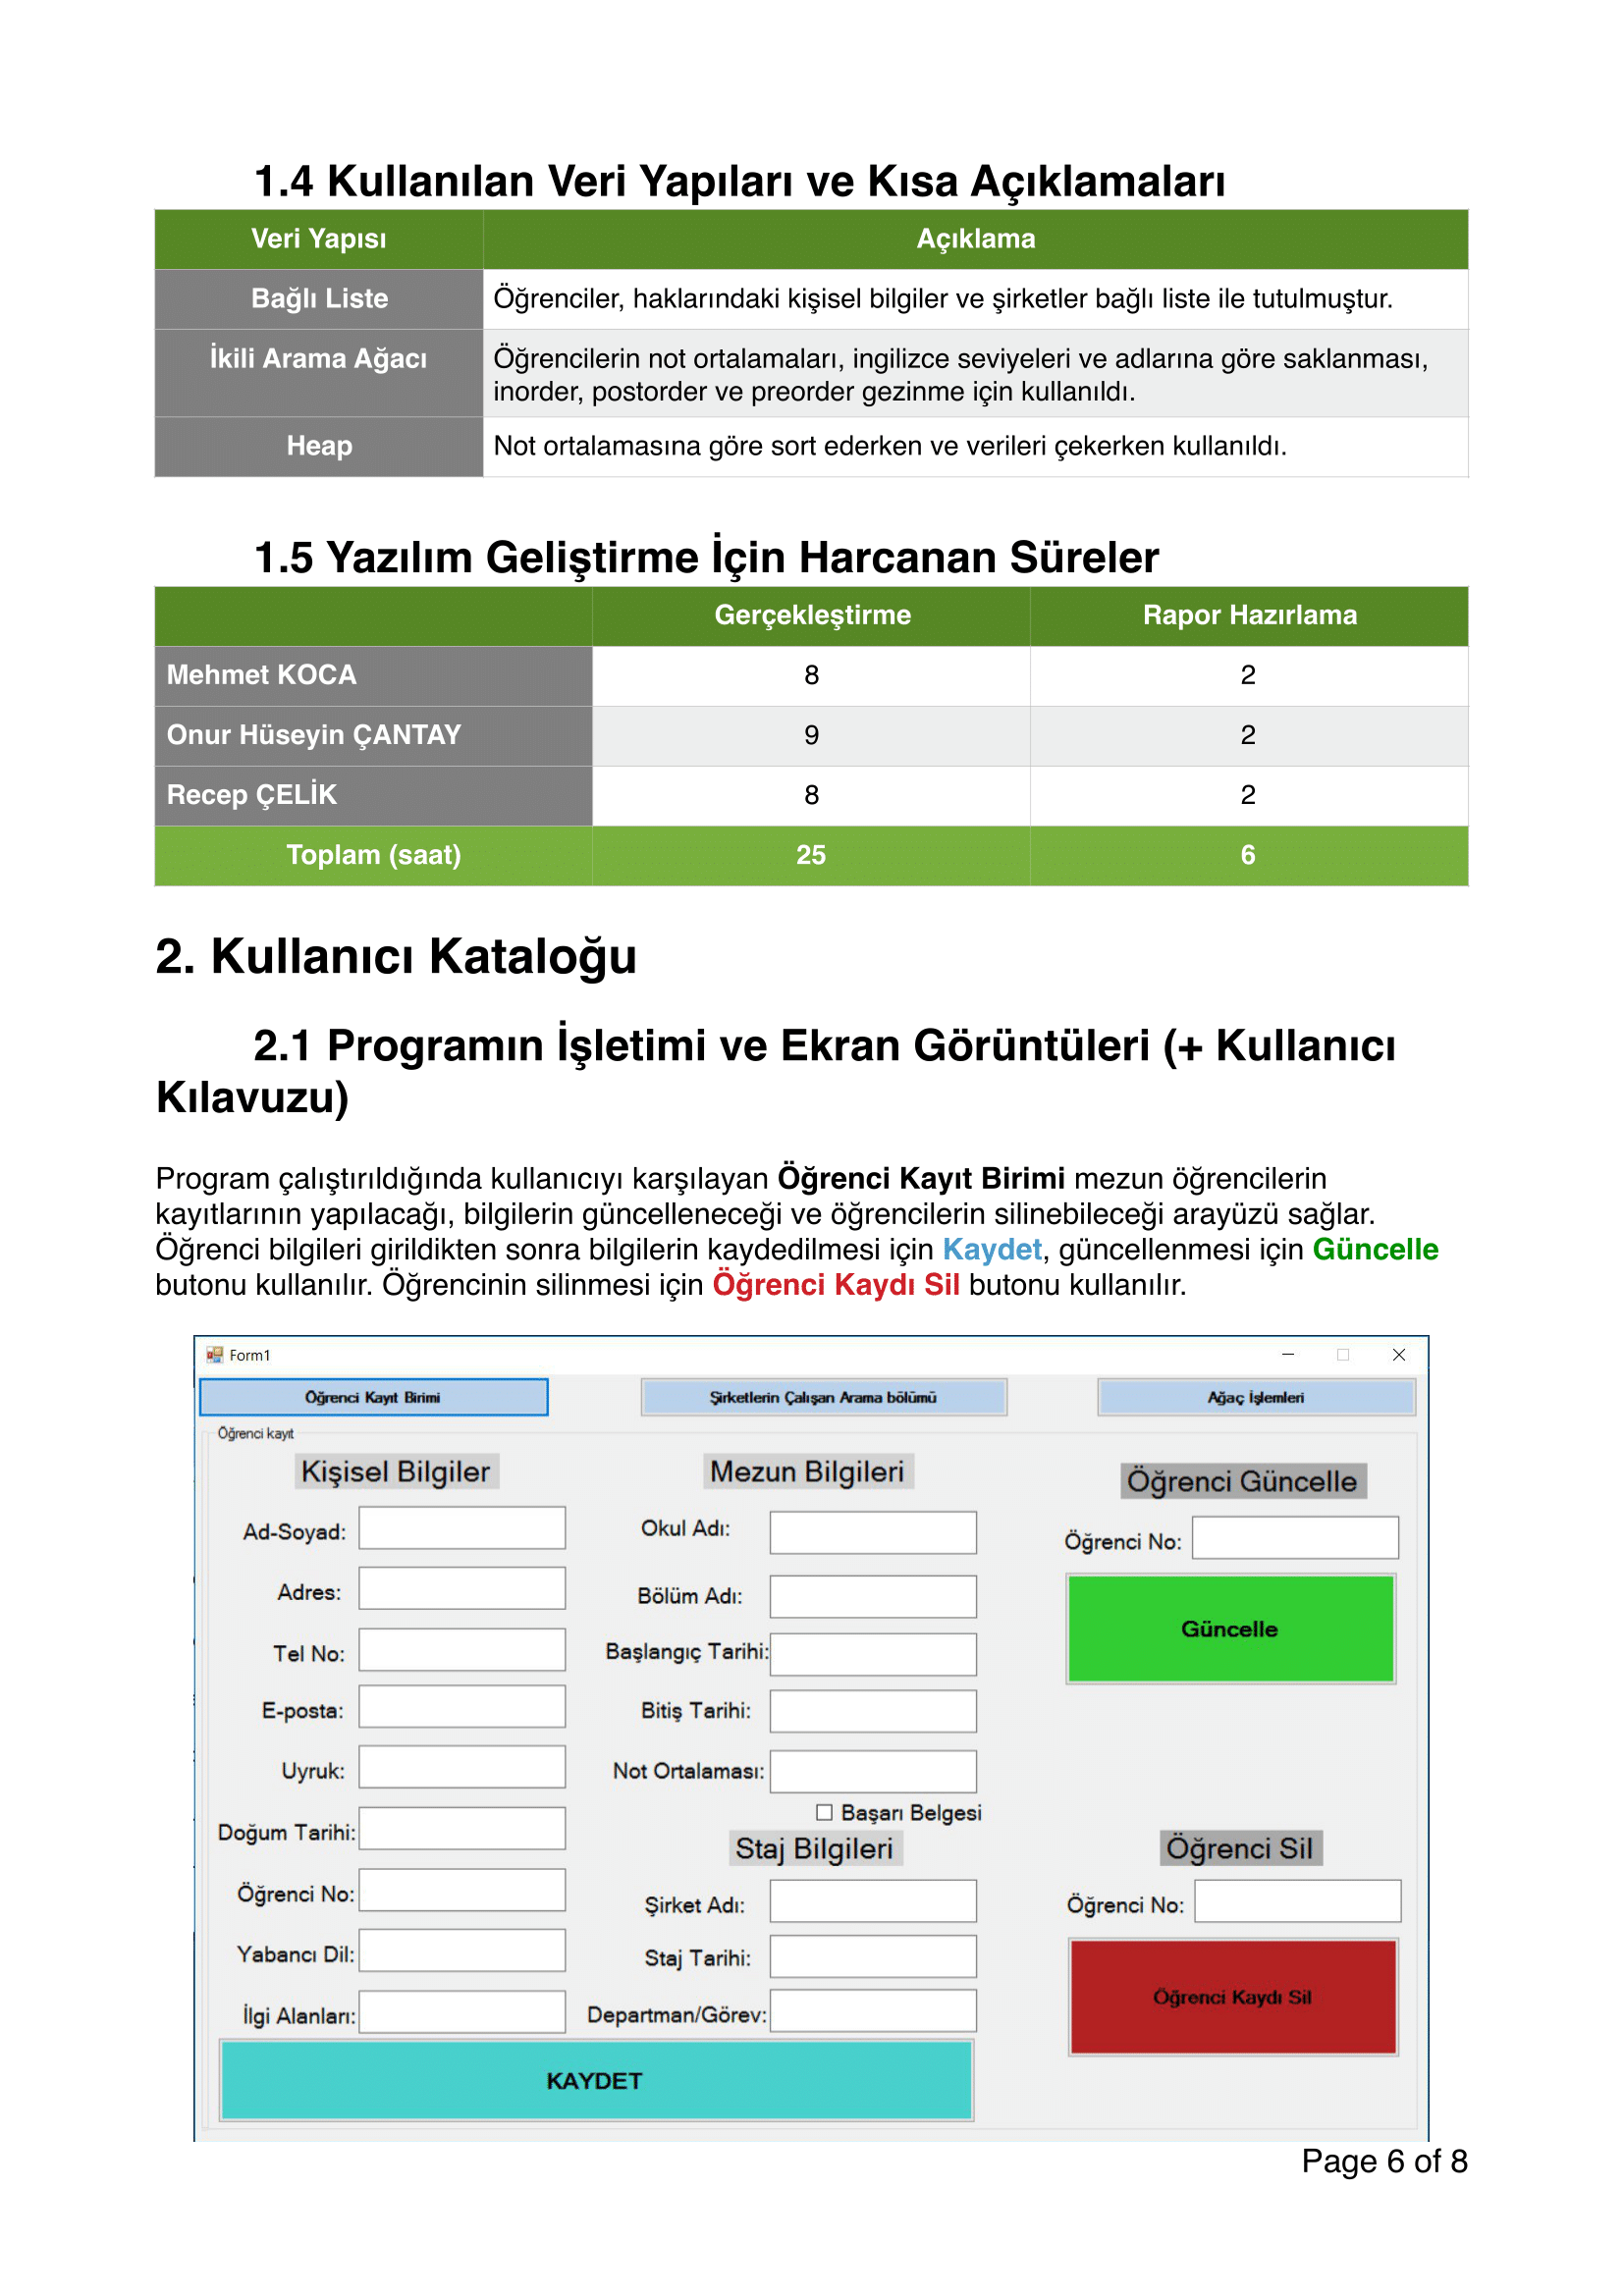 1.4 Kullanılan Veri Yapıları ve Kısa Açıklamaları
Veri Yapısı Açıklama
Bağlı Liste Öğrenciler, haklarındaki kişisel bilgiler ve şirketler bağlı liste ile tutulmuştur.
İkili Arama Ağacı Öğrencilerin not ortalamaları, ingilizce seviyeleri ve adlarına göre saklanması,
inorder, postorder ve preorder gezinme için kullanıldı.
Heap Not ortalamasına göre sort ederken ve verileri çekerken kullanıldı.
1.5 Yazılım Geliştirme İçin Harcanan Süreler
Gerçekleştirme Rapor Hazırlama
Mehmet KOCA 8 2
Onur Hüseyin ÇANTAY 9 2
Recep ÇELİK 8 2
Toplam (saat) 25 6
2. Kullanıcı Kataloğu
2.1 Programın İşletimi ve Ekran Görüntüleri (+ Kullanıcı
Kılavuzu)
Program çalıştırıldığında kullanıcıyı karşılayan Öğrenci Kayıt Birimi mezun öğrencilerin
kayıtlarının yapılacağı, bilgilerin güncelleneceği ve öğrencilerin silinebileceği arayüzü sağlar.
Öğrenci bilgileri girildikten sonra bilgilerin kaydedilmesi için Kaydet, güncellenmesi için Güncelle
butonu kullanılır. Öğrencinin silinmesi için Öğrenci Kaydı Sil butonu kullanılır.
Form1
Öğrenci Kayıt Birimi Şirketlerin Çalışan Arama bölümü Ağaç İşlemleri
Öğrenci kayıt
Kişisel Bilgiler
Ad-Soyad:
Adres:
Tel No:
E-posta:
Uyruk:
Doğum Tarihi:
Öğrenci No:
Yabancı Dil:
İlgi Alanları:
Mezun Bilgileri
Okul Adı:
Bölüm Adı:
Başlangıç Tarihi:
Bitiş Tarihi:
Not Ortalaması:
Başarı Belgesi
Staj Bilgileri
Şirket Adı:
Staj Tarihi:
Departman/Görev:
KAYDET
Öğrenci Güncelle
Öğrenci No:
Güncelle
Öğrenci Sil
Öğrenci No:
Öğrenci Kaydı Sil
Page 6 of 8